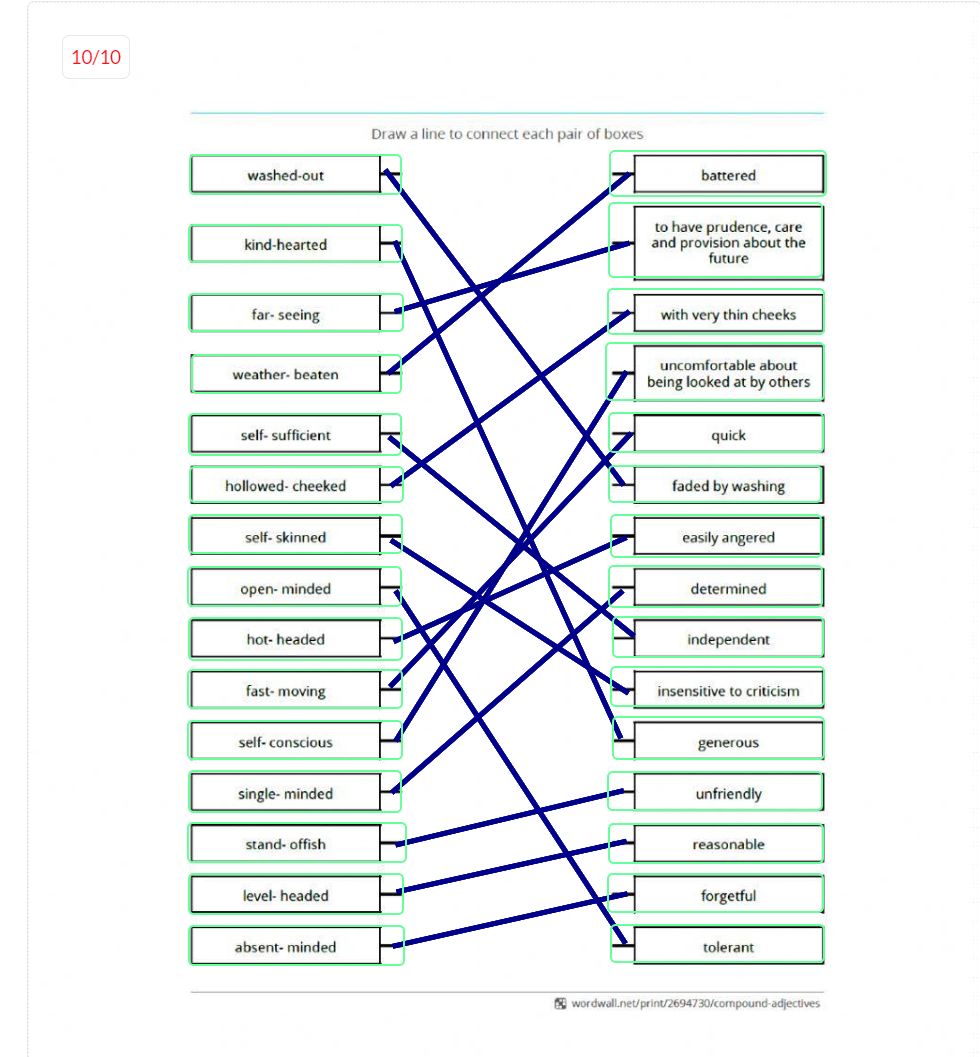 10/10
Draw a line to connect each pair of boxes
washed-out
battered
kind-hearted
to have prudence, care
and provision about the
future
far- seeing
with very thin cheeks
weather- beaten
uncomfortable about
being looked at by others
self- sufficient
quick
hollowed- cheeked
faded by washing
self- skinned
easily angered
open- minded
determined
hot- headed
independent
fast- moving
insensitive to criticism
self- conscious
generous
single- minded
unfriendly
stand- offish
reasonable
level- headed
forgetful
absent- minded
tolerant
wordwall.net/print/2694730/compound-adjectives